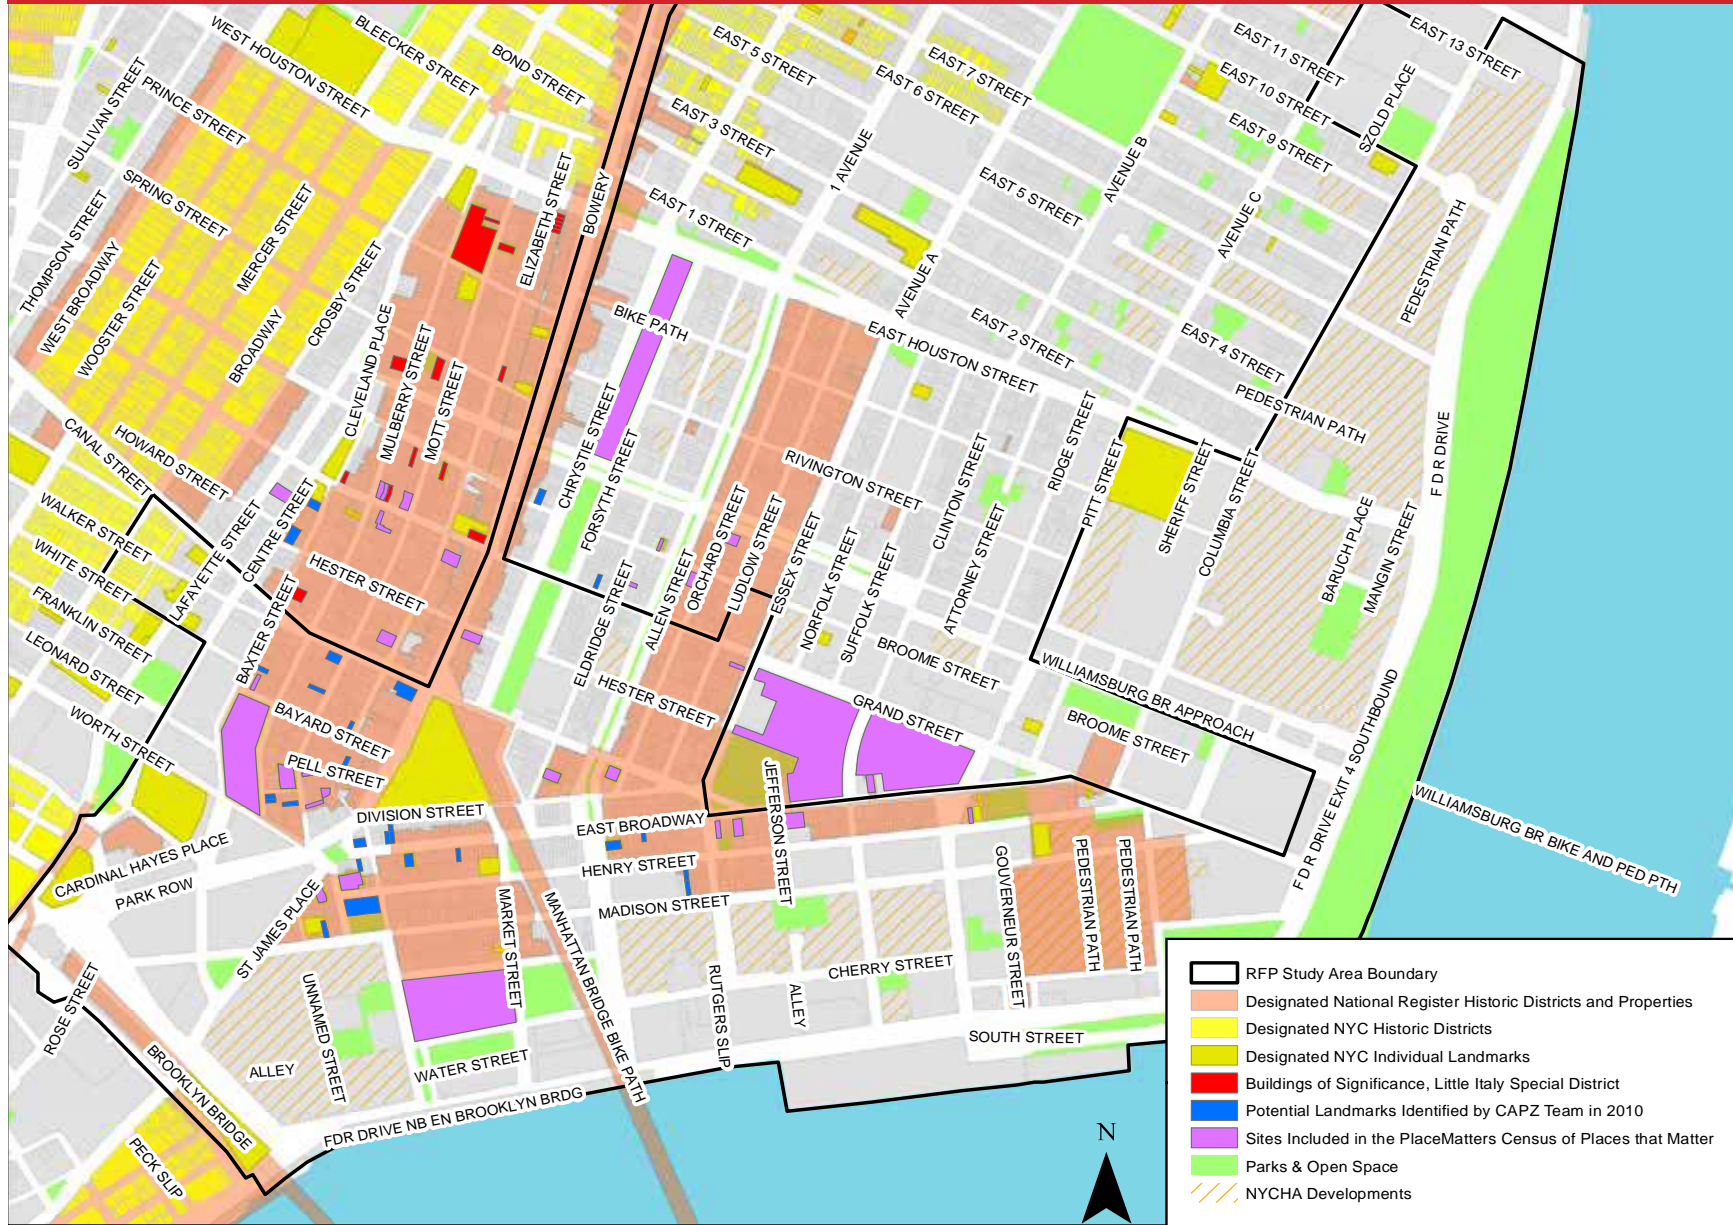 WEST HOUSTON STREET
BLEECKER STREET
BOND STREET
EAST 5 STREET
EAST 7 STREET
EAST 6 STREET
EAST 11 STREET
EAST 13 STREET
EAST 10 STREET
SZOLD PLACE
SULLIVAN STREET
PRINCE STREET
EAST 3 STREET
1 AVENUE
AVENUE B
EAST 9 STREET
THOMPSON STREET
SPRING STREET
MERCER STREET
ELIZABETH STREET
BOWERY
EAST 1 STREET
EAST 5 STREET
AVENUE C
PEDESTRIAN PATH
WEST BROADWAY
WOOSTER STREET
BROADWAY
CROSBY STREET
CLEVELAND PLACE
MULBERRY STREET
MOTT STREET
BIKE PATH
AVENUE A
EAST HOUSTON STREET
EAST 2 STREET
EAST 4 STREET
PEDESTRIAN PATH
F D R DRIVE
CANAL STREET
HOWARD STREET
CHRYSTIE STREET
FORSYTH STREET
RIVINGTON STREET
CLINTON STREET
RIDGE STREET
PITT STREET
SHERIFF STREET
COLUMBIA STREET
BARUCH PLACE
MANGIN STREET
WALKER STREET
WHITE STREET
FRANKLIN STREET
LEONARD STREET
WORTH STREET
LAFAYETTE STREET
CENTRE STREET
BAXTER STREET
HESTER STREET
ELDRIDGE STREET
ALLEN STREET
ORCHARD STREET
LUDLOW STREET
ESSEX STREET
NORFOLK STREET
SUFFOLK STREET
ATTORNEY STREET
BROOME STREET
WILLIAMSBURG BR APPROACH
HESTER STREET
GRAND STREET
BROOME STREET
F D R DRIVE EXIT 4 SOUTHBOUND
BAYARD STREET
PELL STREET
DIVISION STREET
EAST BROADWAY
JEFFERSON STREET
WILLIAMSBURG BR BIKE AND PED PTH
CARDINAL HAYES PLACE
PARK ROW
HENRY STREET
MADISON STREET
GOUVERNEUR STREET
PEDESTRIAN PATH
PEDESTRIAN PATH
ST JAMES PLACE
MARKET STREET
MANHATTAN BRIDGE BIKE PATH
CHERRY STREET
ROSE STREET
UNNAMED STREET
RUTGERS SLIP
ALLEY
SOUTH STREET
ALLEY
WATER STREET
BROOKLYN BRIDGE
FDR DRIVE NB EN BROOKLYN BRDG
PECK SLIP
N
RFP Study Area Boundary
Designated National Register Historic Districts and Properties
Designated NYC Historic Districts
Designated NYC Individual Landmarks
Buildings of Significance, Little Italy Special District
Potential Landmarks Identified by CAPZ Team in 2010
Sites Included in the PlaceMatters Census of Places that Matter
Parks & Open Space
NYCHA Developments